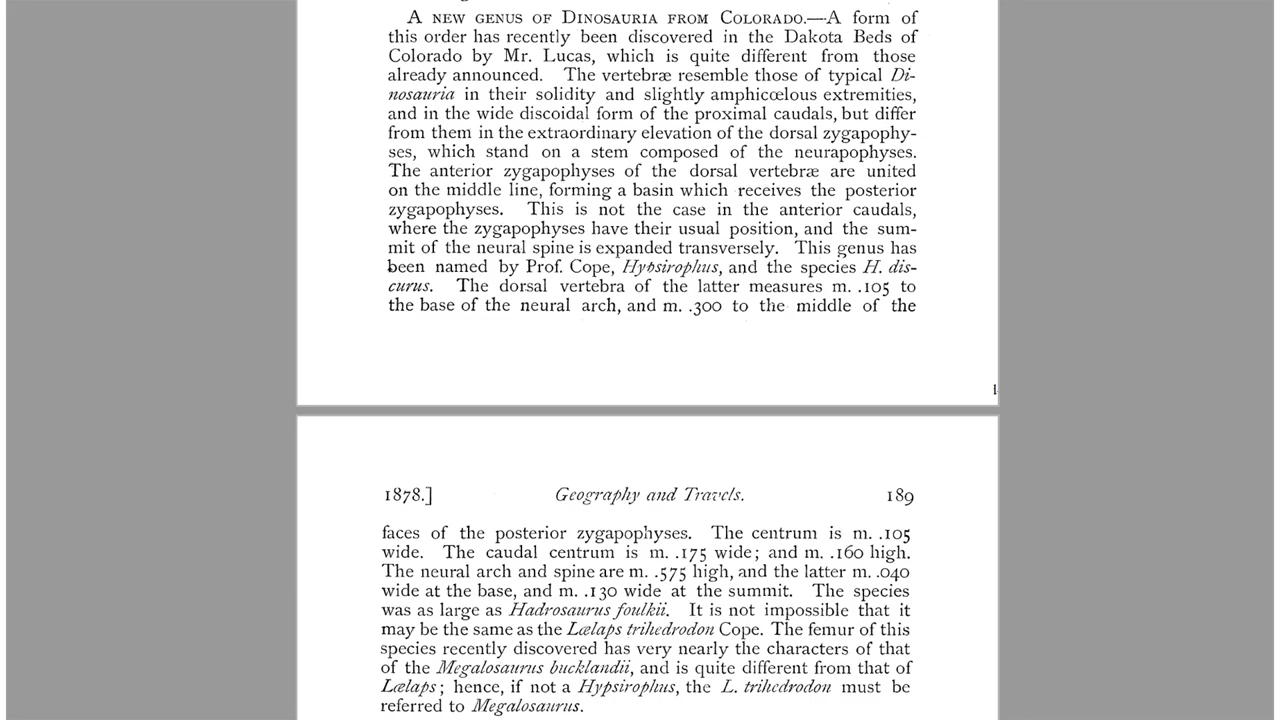 A NEW GENUS OF DINOSAURIA FROM COLORADO.—A form of
this order has recently been discovered in the Dakota Beds of
Colorado by Mr. Lucas, which is quite different from those
already announced. The vertebræ resemble those of typical Di-
nosauria in their solidity and slightly amphicœlous extremities,
and in the wide discoidal form of the proximal caudals, but differ
from them in the extraordinary elevation of the dorsal zygapophy-
ses, which stand on a stem composed of the neurapophyses.
The anterior zygapophyses of the dorsal vertebræ are united
on the middle line, forming a basin which receives the posterior
zygapophyses. This is not the case in the anterior caudals,
where the zygapophyses have their usual position, and the sum-
mit of the neural spine is expanded transversely. This genus has
been named by Prof. Cope, Hypsirophus, and the species H. dis-
curus. The dorsal vertebra of the latter measures m. .105 to
the base of the neural arch, and m. .300 to the middle of the
1878.] Geography and Travels. 189
faces of the posterior zygapophyses. The centrum is m. .105
wide. The caudal centrum is m. .175 wide; and m. .160 high.
The neural arch and spine are m. .575 high, and the latter m. .040
wide at the base, and m. .130 wide at the summit. The species
was as large as Hadrosaurus foulkii. It is not impossible that it
may be the same as the Lælaps trihedrodon Cope. The femur of this
species recently discovered has very nearly the characters of that
of the Megalosaurus bucklandii, and is quite different from that of
Lælaps; hence, if not a Hypsirophus, the L. trihedrodon must be
referred to Megalosaurus.